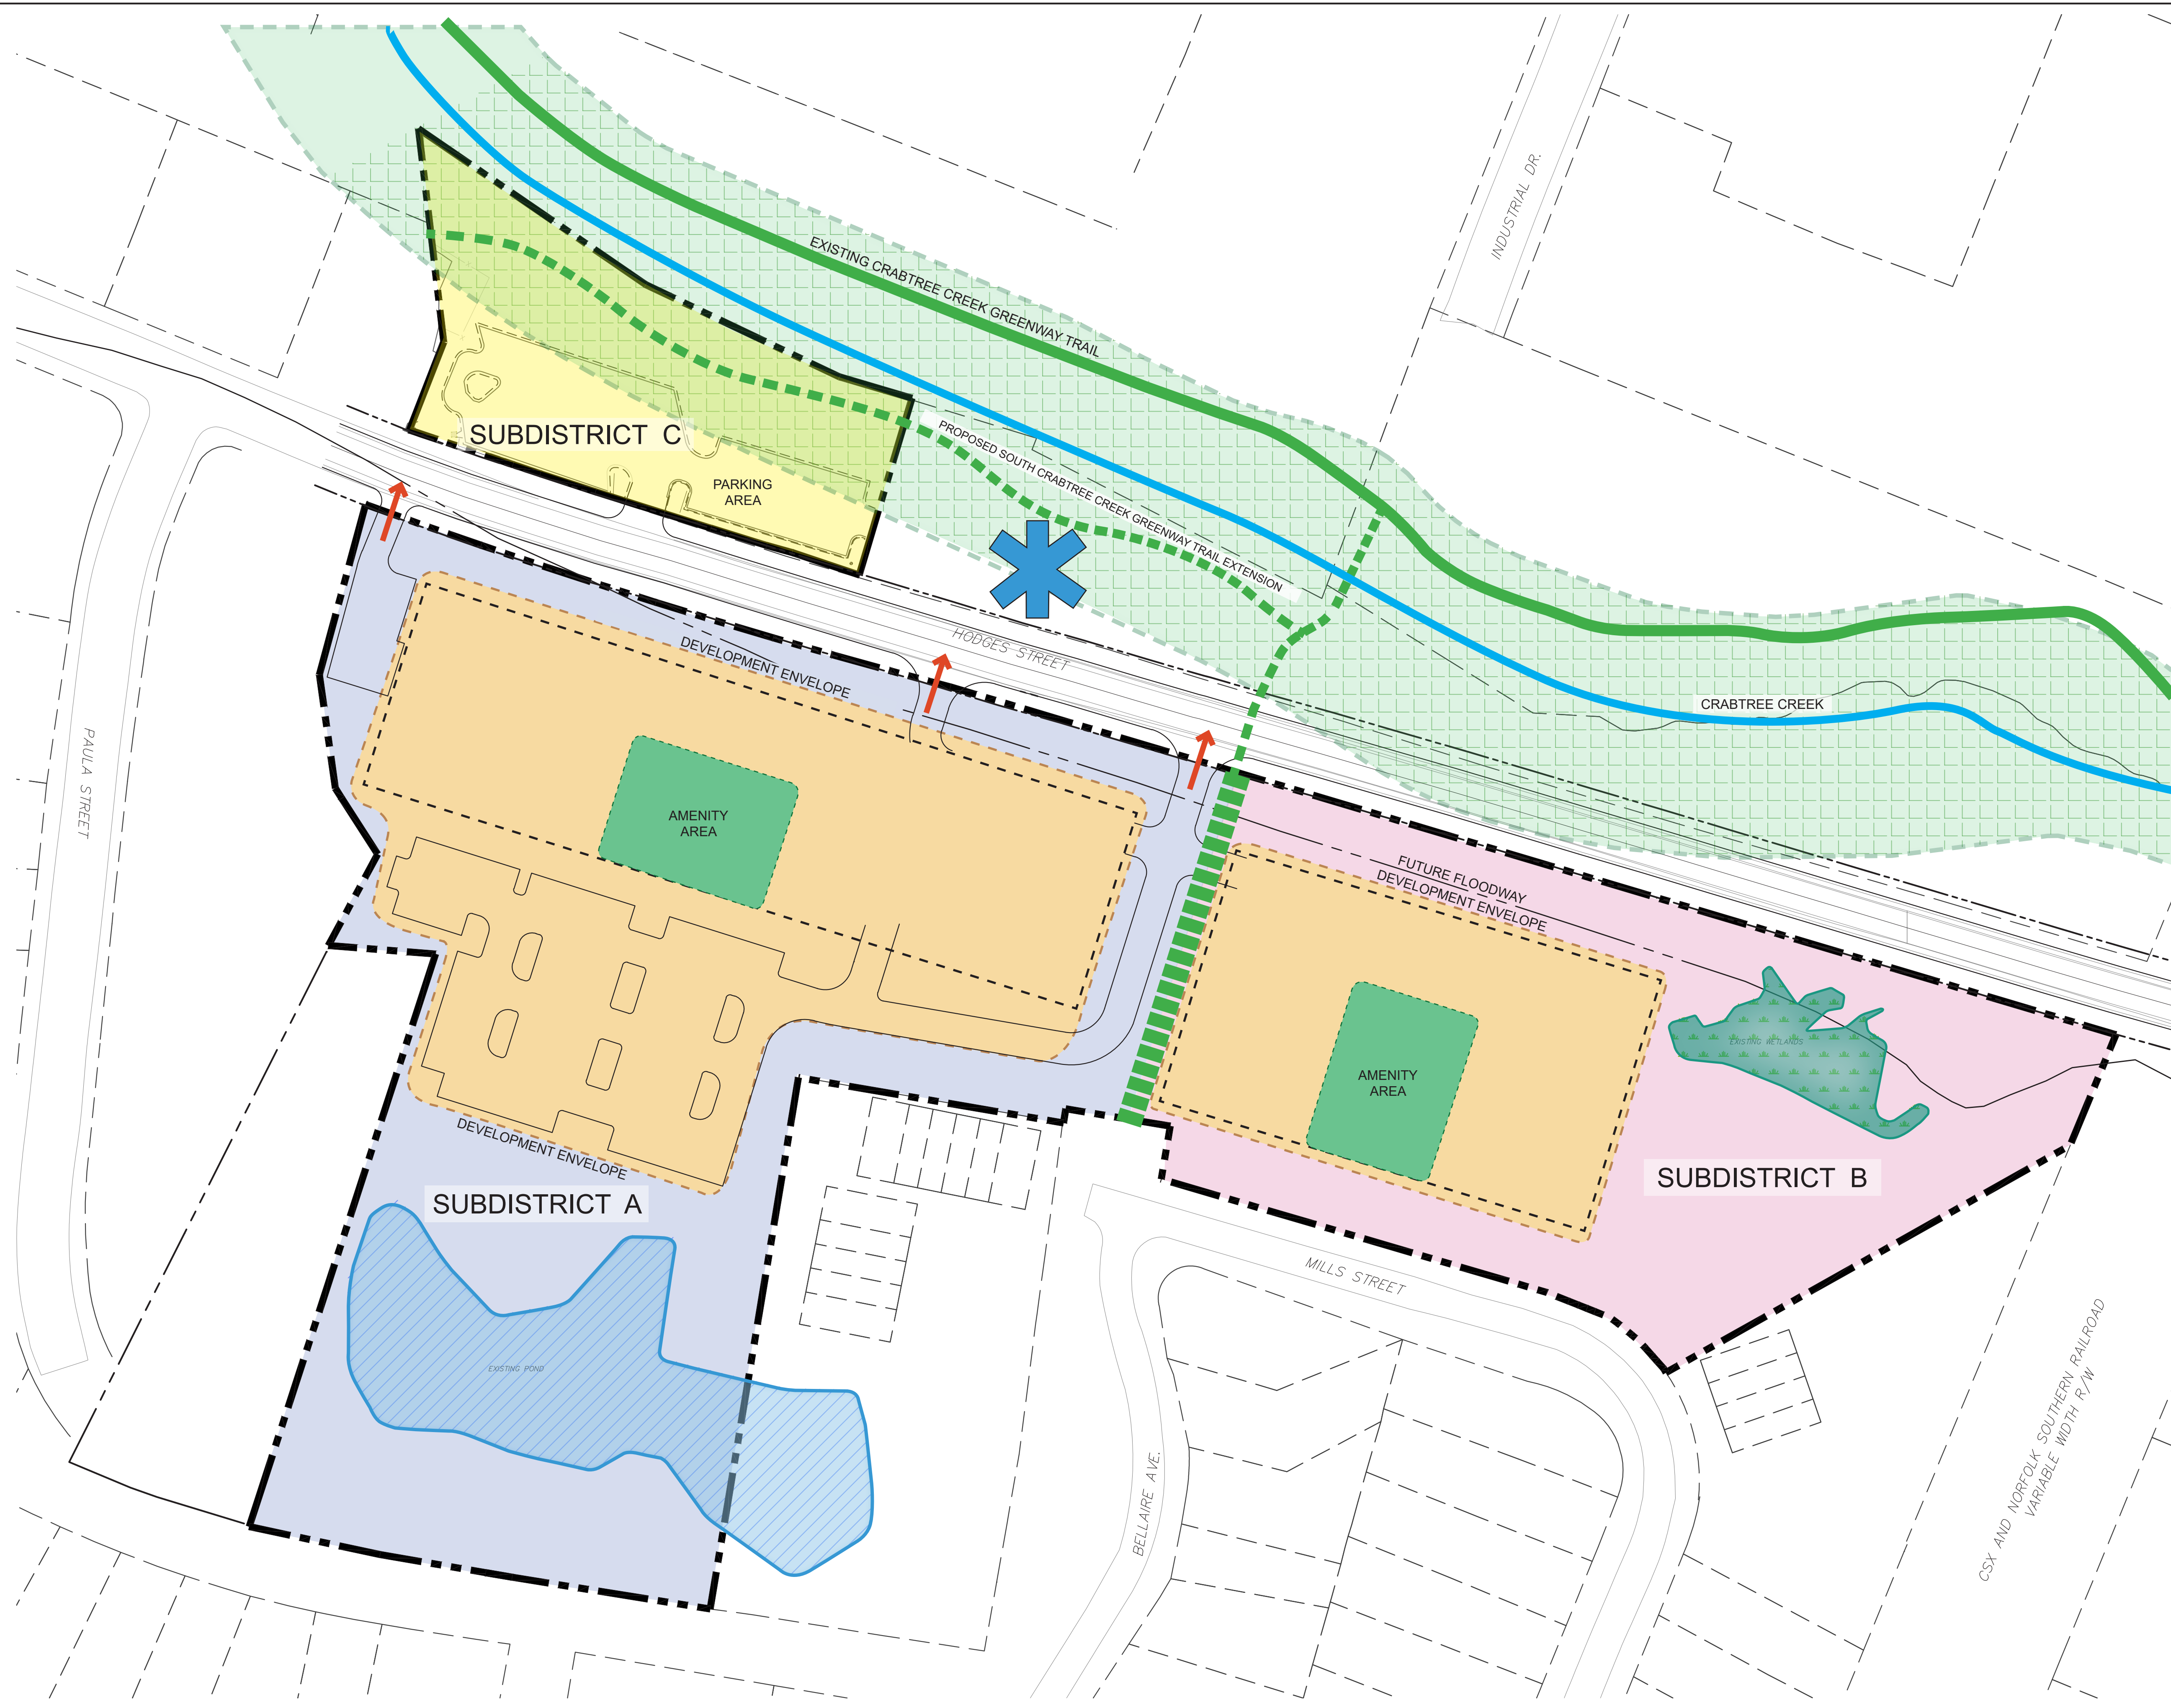 INDUSTRIAL DR.
EXISTING CRABTREE CREEK GREENWAY TRAIL
SUBDISTRICT C
PARKING
AREA
PROPOSED SOUTH CRABTREE CREEK GREENWAY TRAIL EXTENSION
HODGES STREET
DEVELOPMENT ENVELOPE
CRABTREE CREEK
PAULA STREET
AMENITY
AREA
FUTURE FLOODWAY
DEVELOPMENT ENVELOPE
EXISTING WETLANDS
AMENITY
AREA
DEVELOPMENT ENVELOPE
SUBDISTRICT B
SUBDISTRICT A
MILLS STREET
EXISTING POND
BELLAIRE AVE.
CSX AND NORFOLK SOUTHERN RAILROAD
VARIABLE WIDTH R/W